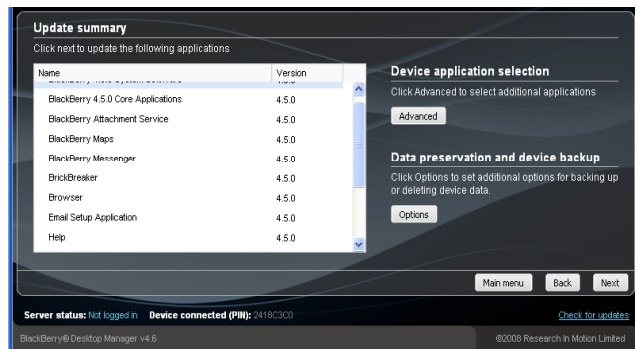 Update summary
Click next to update the following applications
Name Version
4.5.0
BlackBerry 4.5.0 Core Applications 4.5.0
BlackBerry Attachment Service 4.5.0
BlackBerry Maps 4.5.0
BlackBerry Messenger 4.5.0
BrickBreaker 4.5.0
Browser 4.5.0
Email Setup Application 4.5.0
Help 4.5.0
Device application selection
Click Advanced to select additional applications
Advanced
Data preservation and device backup
Click Options to set additional options for backing up
or deleting device data.
Options
Main menu Back Next
Server status: Not logged in Device connected (PIN): 2418C3C0 Check for updates
BlackBerry® Desktop Manager v4.6 ©2008 Research In Motion Limited